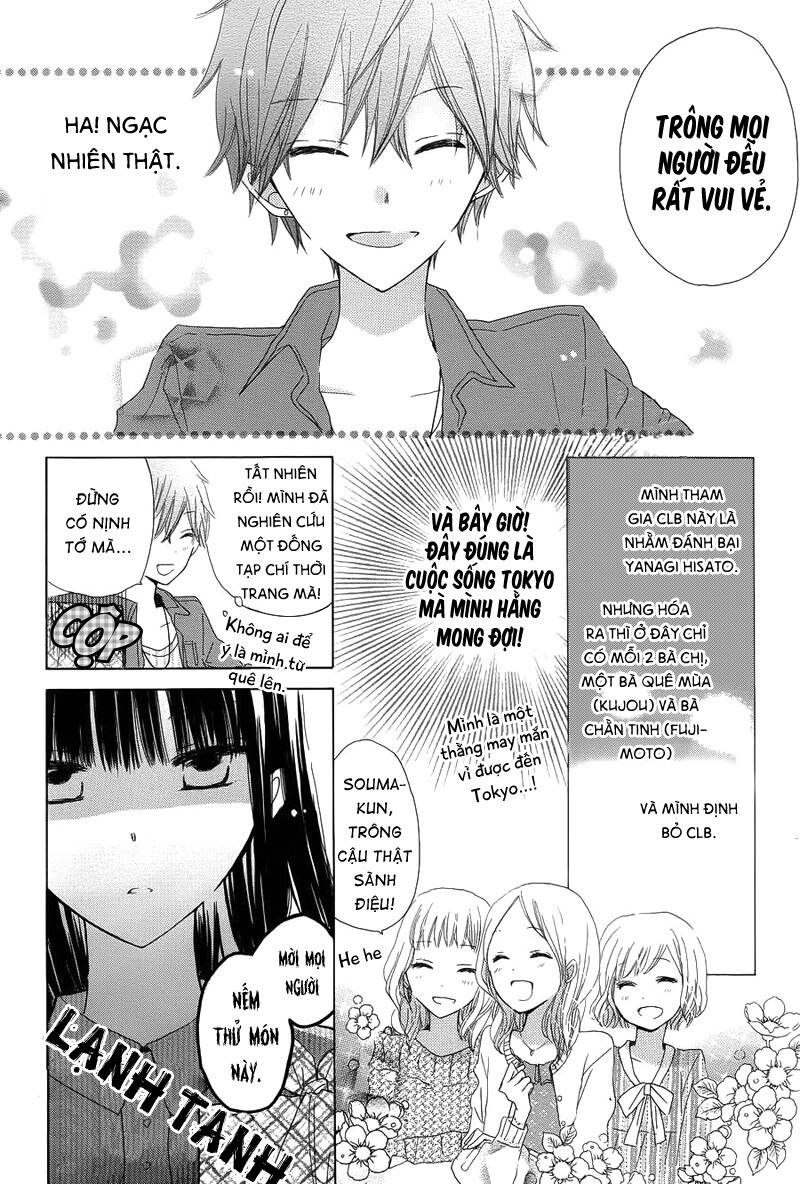 TRÔNG MỌI
NGƯỜI ĐỀU
RẤT VUI VẺ.
HA! NGẠC
NHIÊN THẬT.
MÌNH THAM
GIA CLB NÀY LÀ
NHẰM ĐÁNH BẠI
YANAGI HISATO.
NHƯNG HÓA
RA THÌ Ở ĐÂY CHỈ
CÓ MỖI 2 BÀ CHỊ,
MỘT BÀ QUÊ MÙA
(KUJOU) VÀ BÀ
CHẰN TINH (FUJI-
MOTO)
VÀ MÌNH ĐỊNH
BỎ CLB.
VÀ BÂY GIỜ!
ĐÂY ĐÚNG LÀ
CUỘC SỐNG TOKYO
MÀ MÌNH HẰNG
MONG ĐỢI!
Mình là một
thằng may mắn
vì được đến
Tokyo...!
SOUMA-
KUN,
TRÔNG
CẬU THẬT
SÀNH
ĐIỆU!
He he
TẤT NHIÊN
RỒI! MÌNH ĐÃ
NGHIÊN CỨU
MỘT ĐỐNG
TẠP CHÍ THỜI
TRANG MÀ!
Không ai để
ý là mình từ
quê lên.
ĐỪNG
CÓ NỊNH
TỚ MÀ...
CỘP
MỜI MỌI
NGƯỜI
NẾM
THỬ MÓN
NÀY.
LẠNH TANH